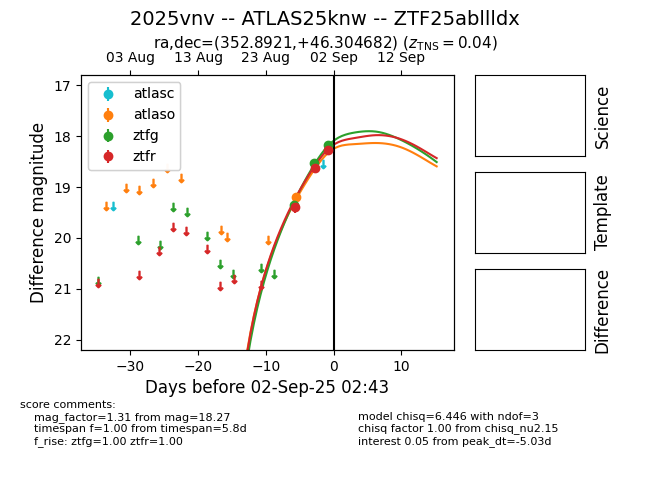 2025vnv -- ATLAS25knw -- ZTF25abllldx
ra,dec=(352.8921,+46.304682) (z_TNS = 0.04)
03 Aug 13 Aug 23 Aug 02 Sep 12 Sep
17
18
19
20
21
22
Difference magnitude
atlasc
atlaso
ztfg
ztfr
−30 −20 −10 0 10
Days before 02-Sep-25 02:43
Science
Template
Difference
score comments:
mag_factor=1.31 from mag=18.27
timespan f=1.00 from timespan=5.8d
f_rise: ztfg=1.00 ztfr=1.00
model chisq=6.446 with ndof=3
chisq factor 1.00 from chisq_nu2.15
interest 0.05 from peak_dt=-5.03d